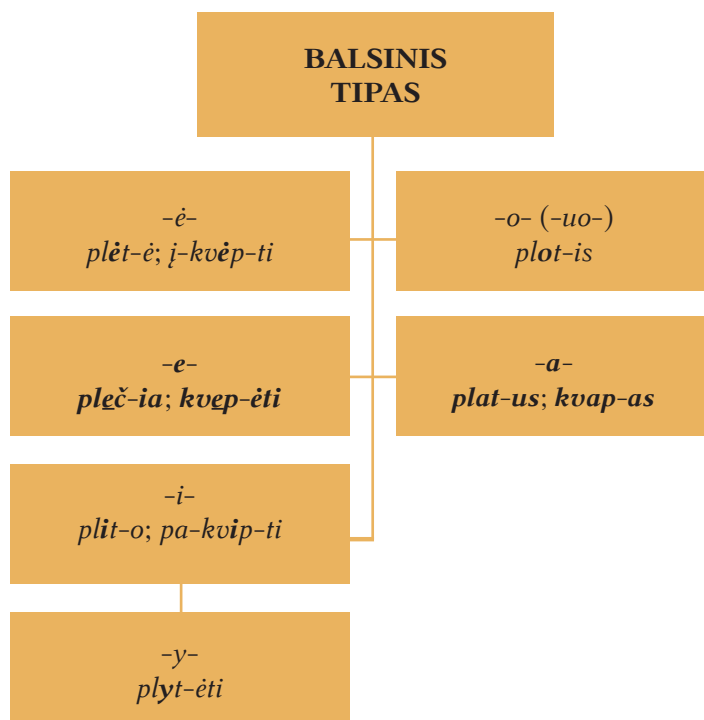 BALSINIS
TIPAS
-ė-
plėt-ė; į-kvėp-ti
-o- (-uo-)
plot-is
-e-
pleč-ia; kvep-ėti
-a-
plat-us; kvap-as
-i-
plit-o; pa-kvip-ti
-y-
plyt-ėti